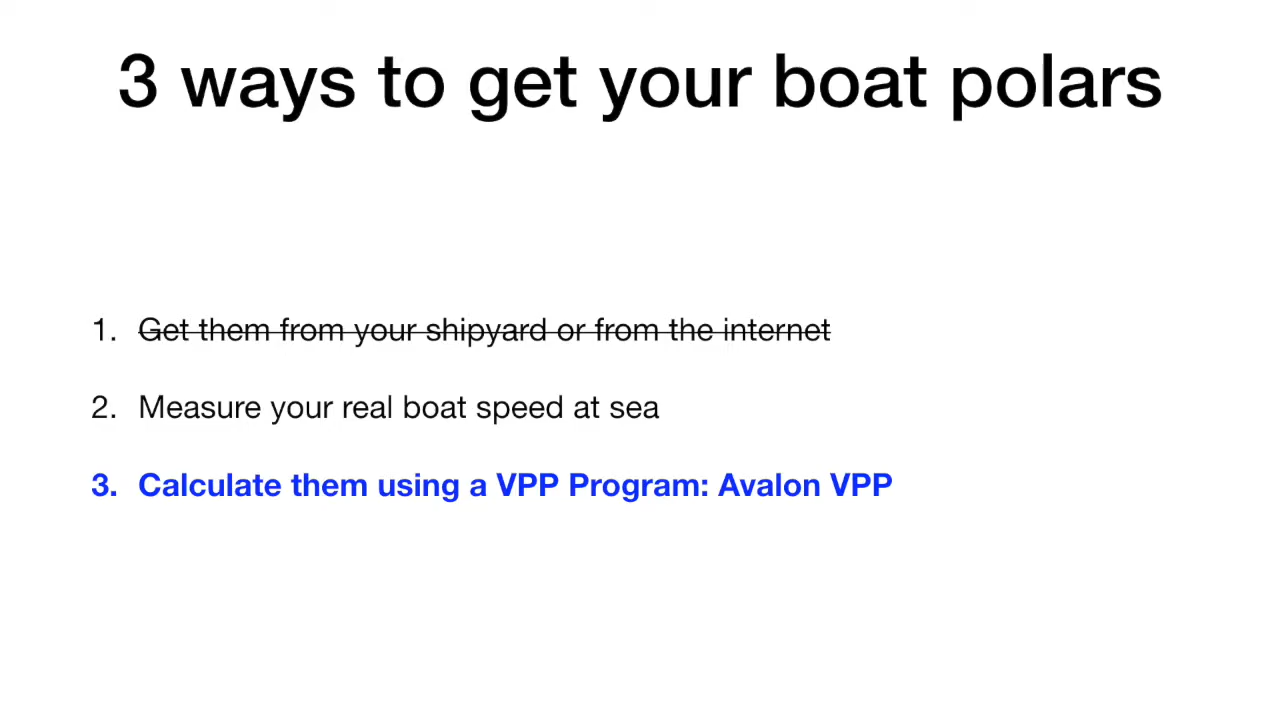 3 ways to get your boat polars
1. Get them from your shipyard or from the internet
2. Measure your real boat speed at sea
3. Calculate them using a VPP Program: Avalon VPP